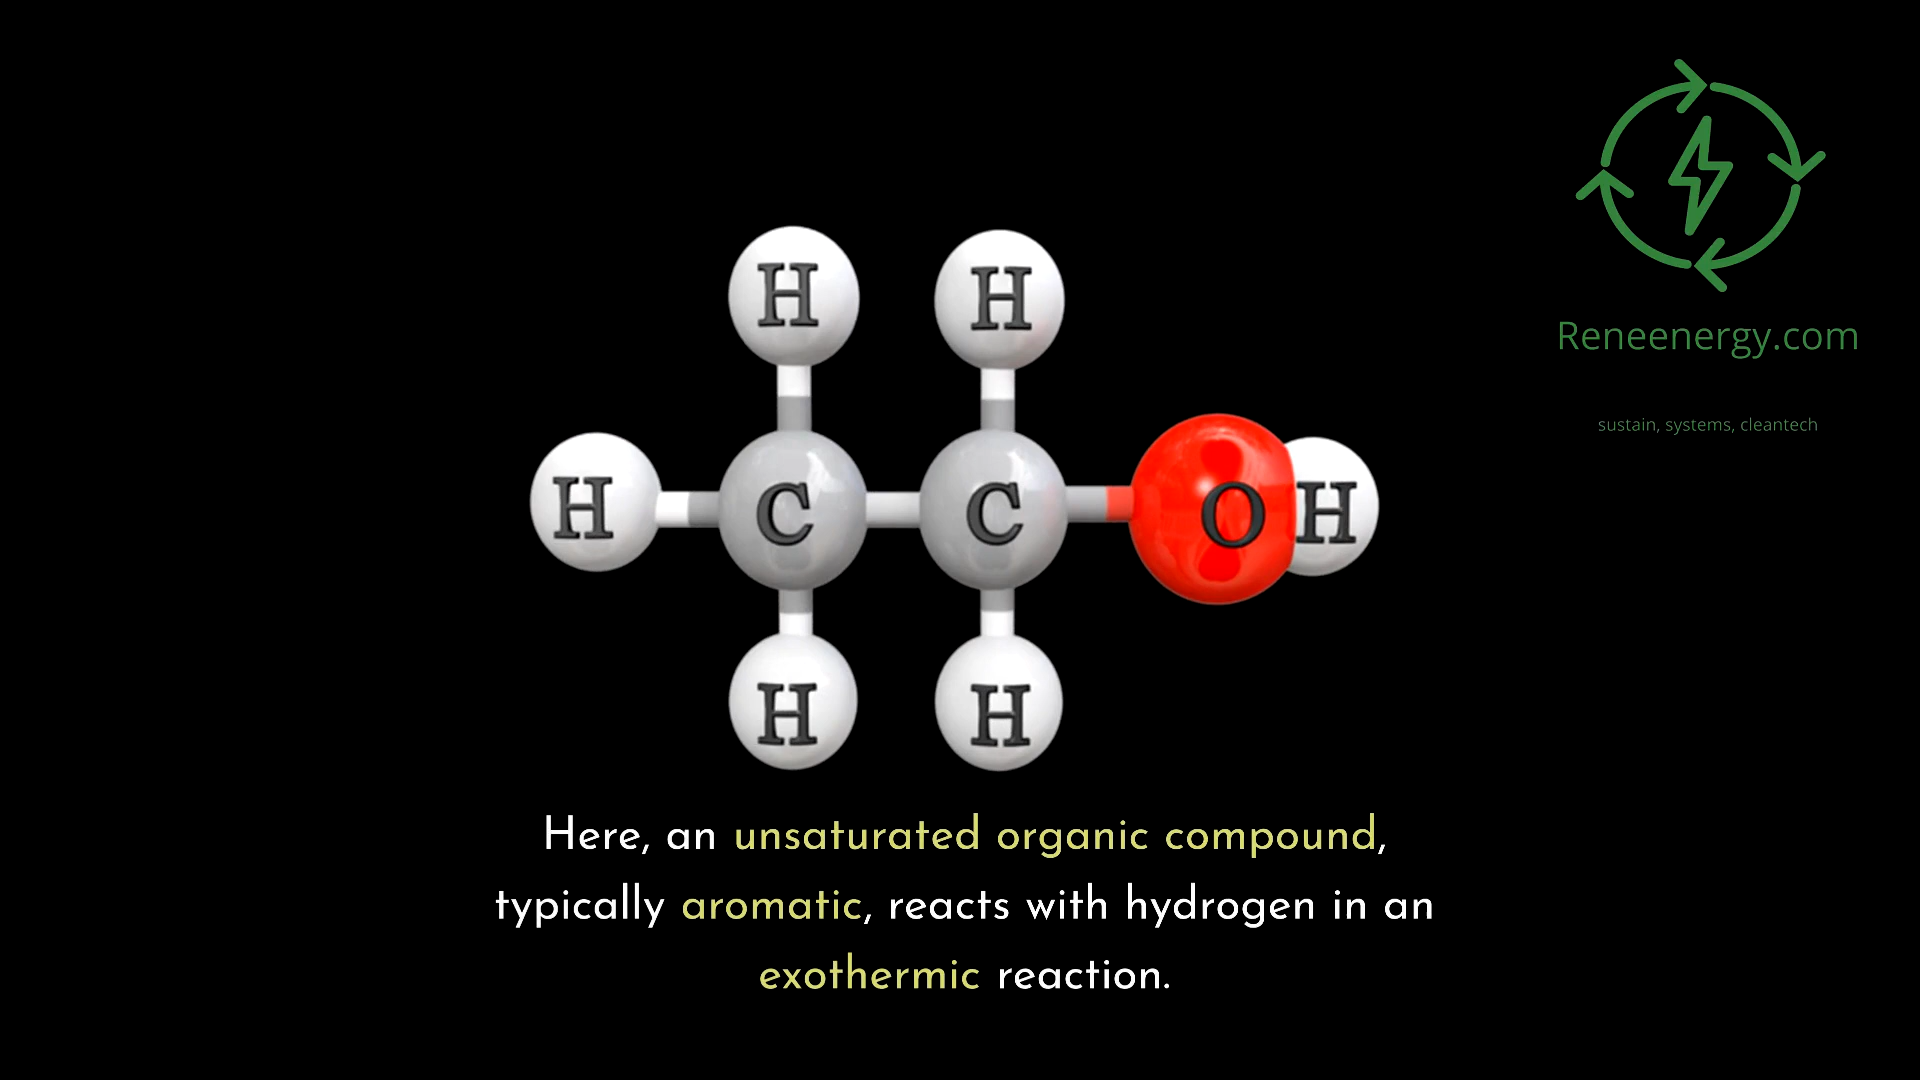 H H
H C C O H
H H
Reneenergy.com
sustain, systems, cleantech
Here, an unsaturated organic compound,
typically aromatic, reacts with hydrogen in an
exothermic reaction.